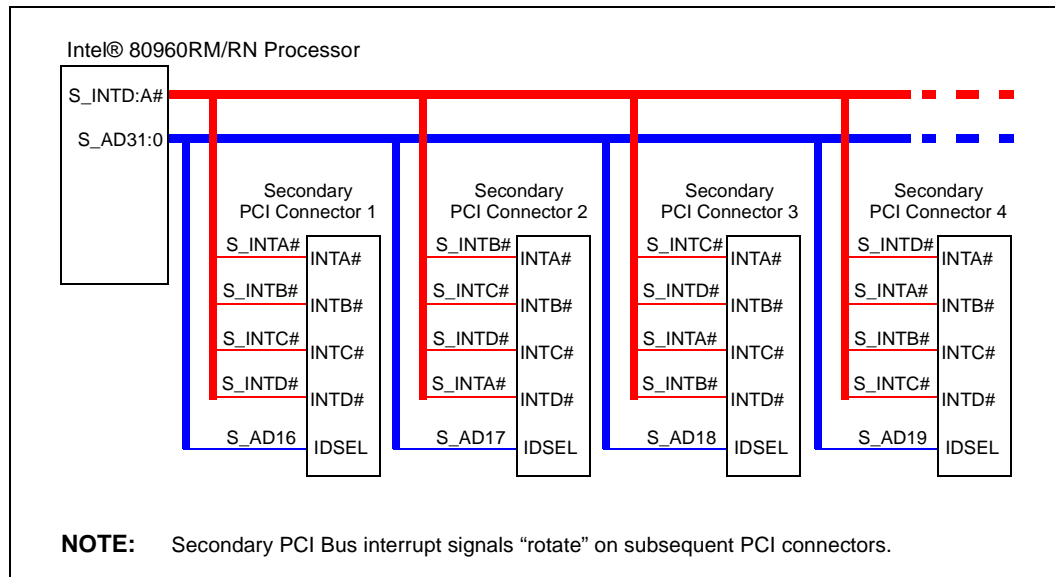 Intel® 80960RM/RN Processor
S_INTD:A#
S_AD31:0
Secondary
PCI Connector 1
S_INTA#
INTA#
S_INTB#
INTB#
S_INTC#
INTC#
S_INTD#
INTD#
S_AD16
IDSEL
Secondary
PCI Connector 2
S_INTB#
INTA#
S_INTC#
INTB#
S_INTD#
INTC#
S_INTA#
INTD#
S_AD17
IDSEL
Secondary
PCI Connector 3
S_INTC#
INTA#
S_INTD#
INTB#
S_INTA#
INTC#
S_INTB#
INTD#
S_AD18
IDSEL
Secondary
PCI Connector 4
S_INTD#
INTA#
S_INTA#
INTB#
S_INTB#
INTC#
S_INTC#
INTD#
S_AD19
IDSEL
NOTE: Secondary PCI Bus interrupt signals “rotate” on subsequent PCI connectors.